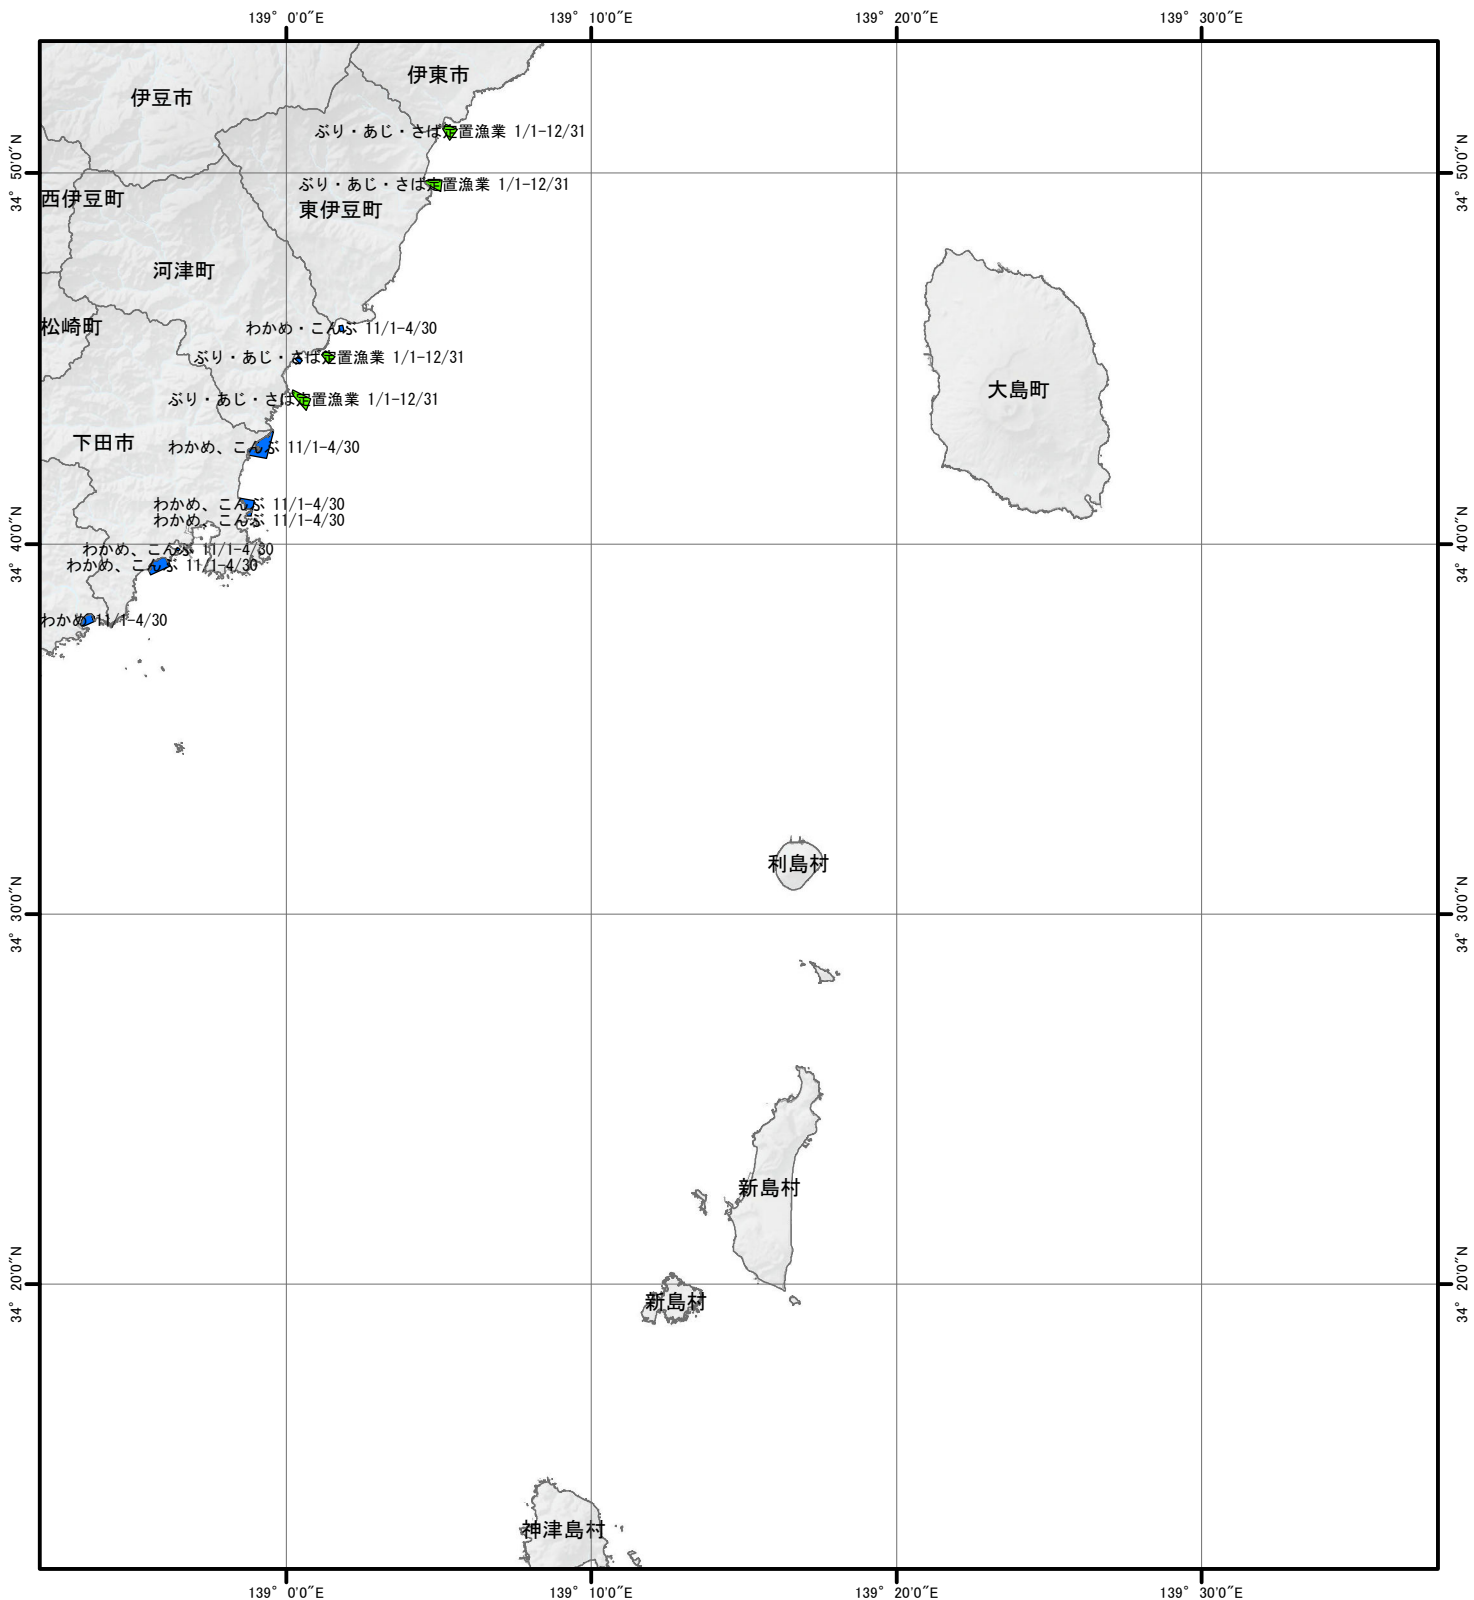 139° 0'0"E
139° 10'0"E
139° 20'0"E
139° 30'0"E
伊東市
伊豆市
ぶり・あじ・さば定置漁業 1/1-12/31
34° 50'0"N
34° 50'0"N
ぶり・あじ・さば定置漁業 1/1-12/31
西伊豆町
東伊豆町
河津町
松崎町
わかめ・こんぶ 11/1-4/30
ぶり・あじ・さば定置漁業 1/1-12/31
大島町
ぶり・あじ・さば定置漁業 1/1-12/31
下田市
わかめ、こんぶ 11/1-4/30
わかめ、こんぶ 11/1-4/30
わかめ、こんぶ 11/1-4/30
34° 40'0"N
34° 40'0"N
わかめ、こんぶ 11/1-4/30
わかめ、こんぶ 11/1-4/30
わかめ 11/1-4/30
利島村
34° 30'0"N
34° 30'0"N
新島村
34° 20'0"N
34° 20'0"N
新島村
神津島村
139° 0'0"E
139° 10'0"E
139° 20'0"E
139° 30'0"E